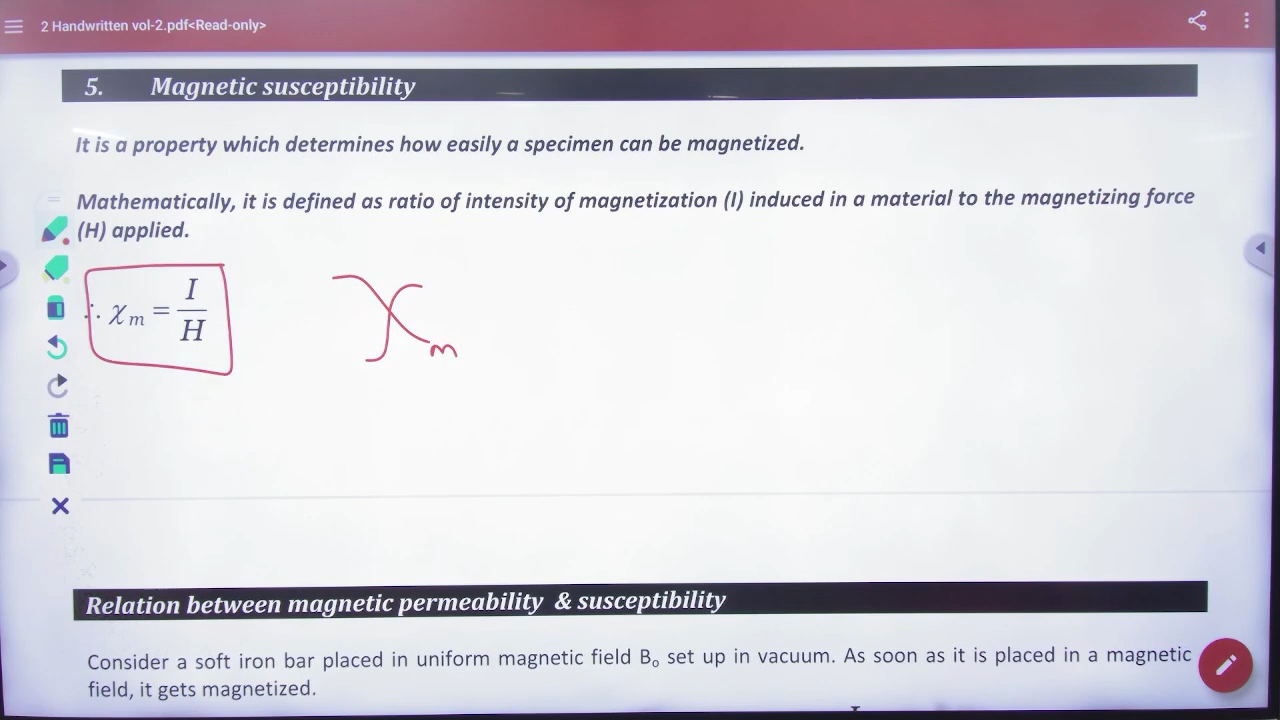 2 Handwritten vol-2.pdf<Read-only>
5. Magnetic susceptibility
It is a property which determines how easily a specimen can be magnetized.
Mathematically, it is defined as ratio of intensity of magnetization (I) induced in a material to the magnetizing force
(H) applied.
∴ χm = I/H
χm
Relation between magnetic permeability & susceptibility
Consider a soft iron bar placed in uniform magnetic field Bₒ set up in vacuum. As soon as it is placed in a magnetic
field, it gets magnetized.